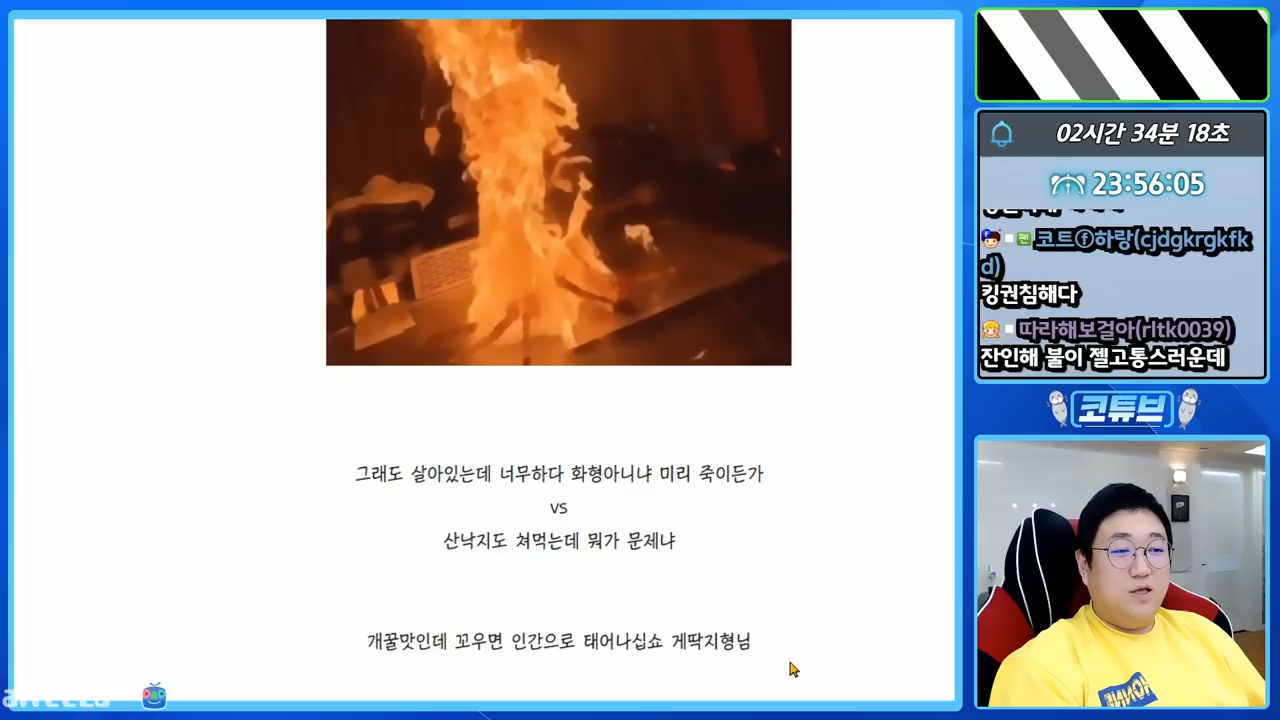 그래도 살아있는데 너무하다 화형아니냐 미리 죽이든가
vs
산낙지도 쳐먹는데 뭐가 문제냐
개꿀맛인데 꼬우면 인간으로 태어나십쇼 게딱지형님
02시간 34분 18초
23:56:05
팬 코트ⓕ하랑(cjdgkrgkfk
d)
킹권침해다
따라해보걸아(rltk0039)
잔인해 불이 젤고통스러운데
코튜브